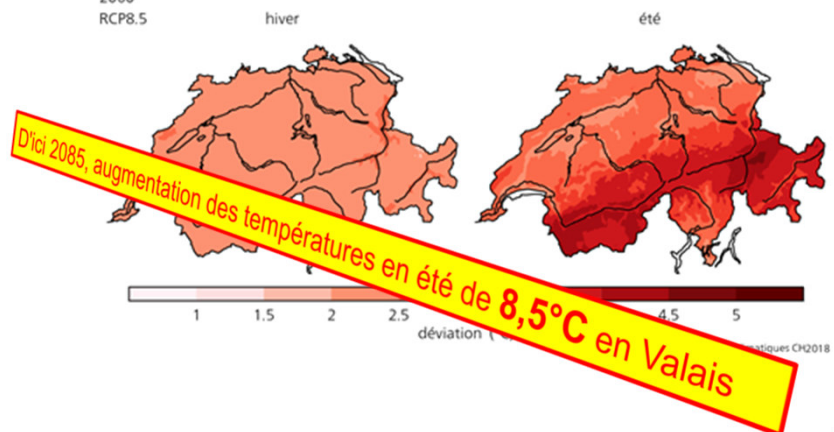 RCP8.5
hiver
été
D'ici 2085, augmentation des températures en été de 8,5°C en Valais
1 1.5 2 2.5 4.5 5
déviation
matiques CH2018